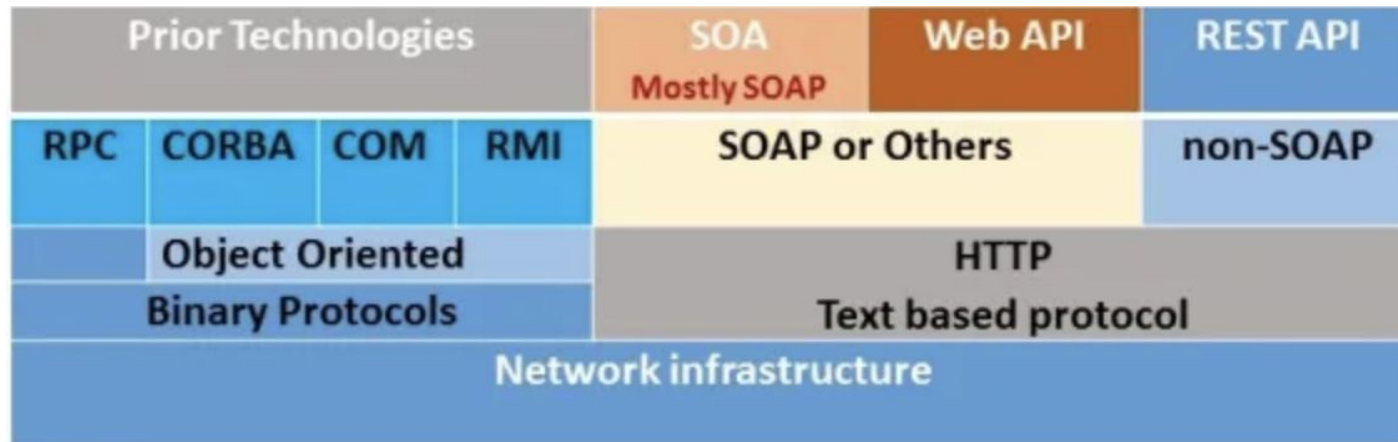 Prior Technologies SOA Web API REST API
Mostly SOAP
RPC CORBA COM RMI SOAP or Others non-SOAP
Object Oriented HTTP
Binary Protocols Text based protocol
Network infrastructure